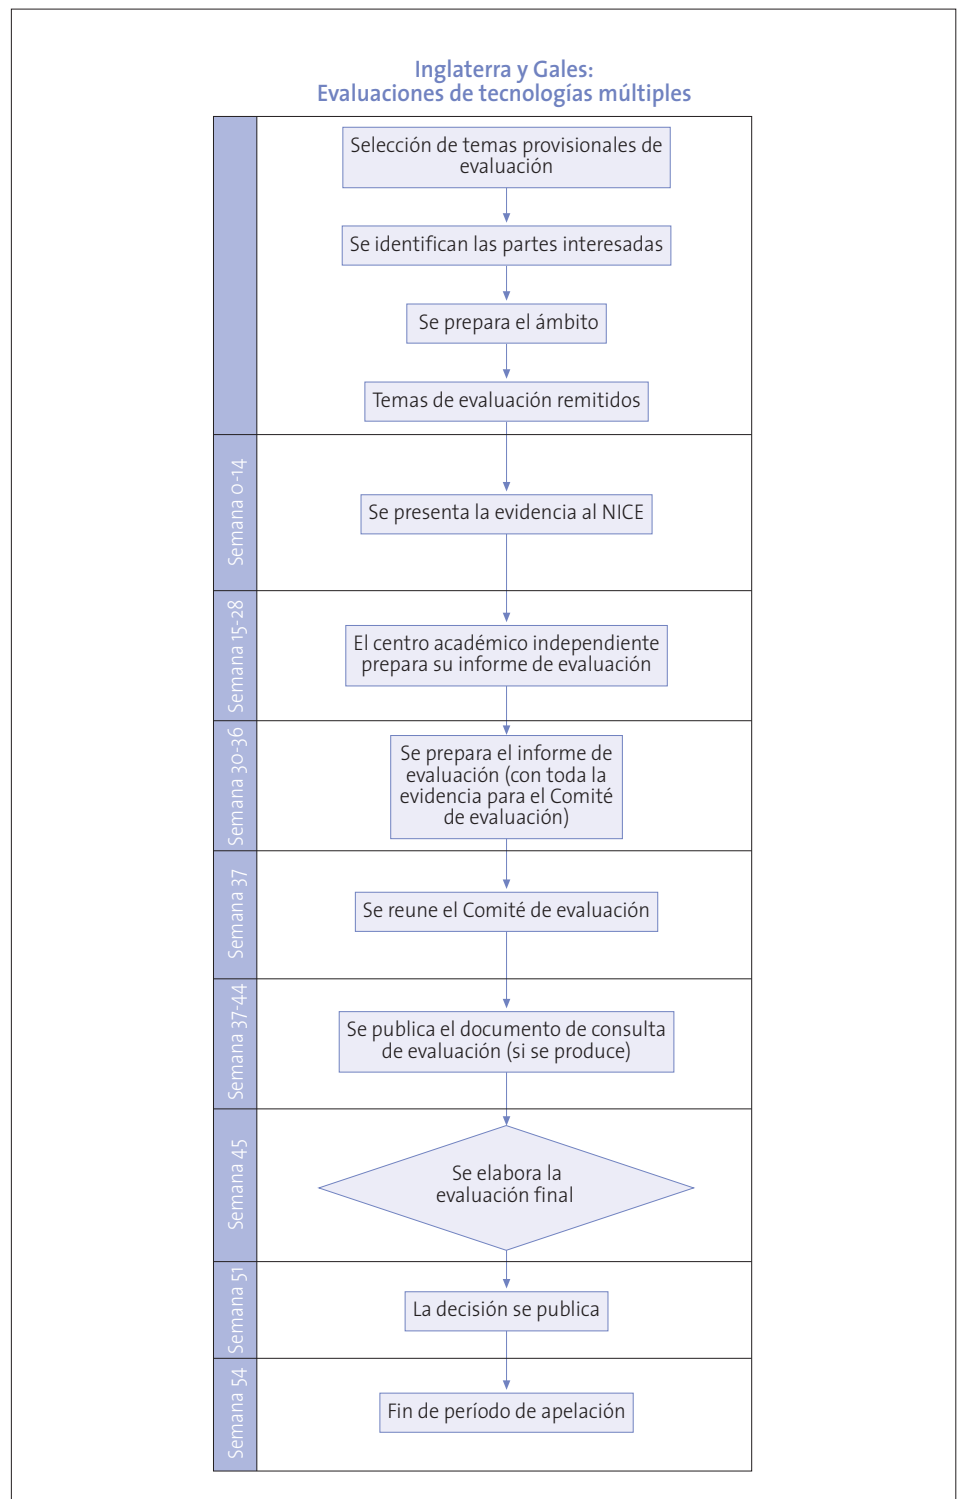 Inglaterra y Gales:
Evaluaciones de tecnologías múltiples
Selección de temas provisionales de
evaluación
Se identifican las partes interesadas
Se prepara el ámbito
Temas de evaluación remitidos
Semana 0-14
Se presenta la evidencia al NICE
Semana 15-28
El centro académico independiente
prepara su informe de evaluación
Semana 30-36
Se prepara el informe de
evaluación (con toda la
evidencia para el Comité
de evaluación)
Semana 37
Se reune el Comité de evaluación
Semana 37-44
Se publica el documento de consulta
de evaluación (si se produce)
Semana 45
Se elabora la
evaluación final
Semana 51
La decisión se publica
Semana 54
Fin de período de apelación